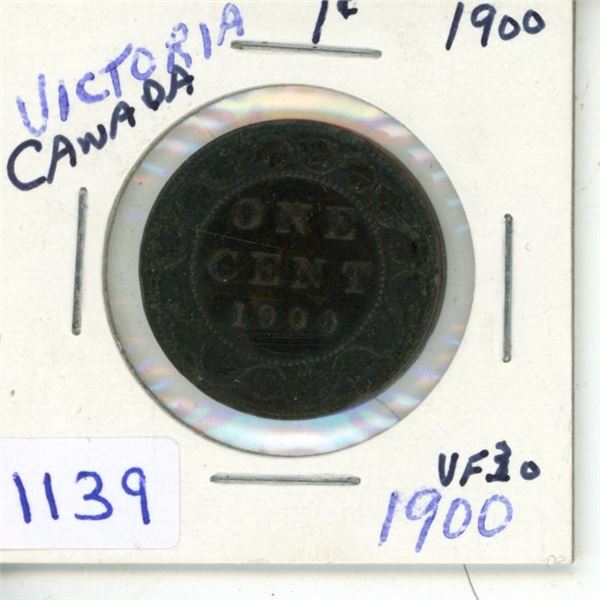 VICTORIA 1¢ 1900
CANADA
ONE
CENT
1900
1139
VF30
1900